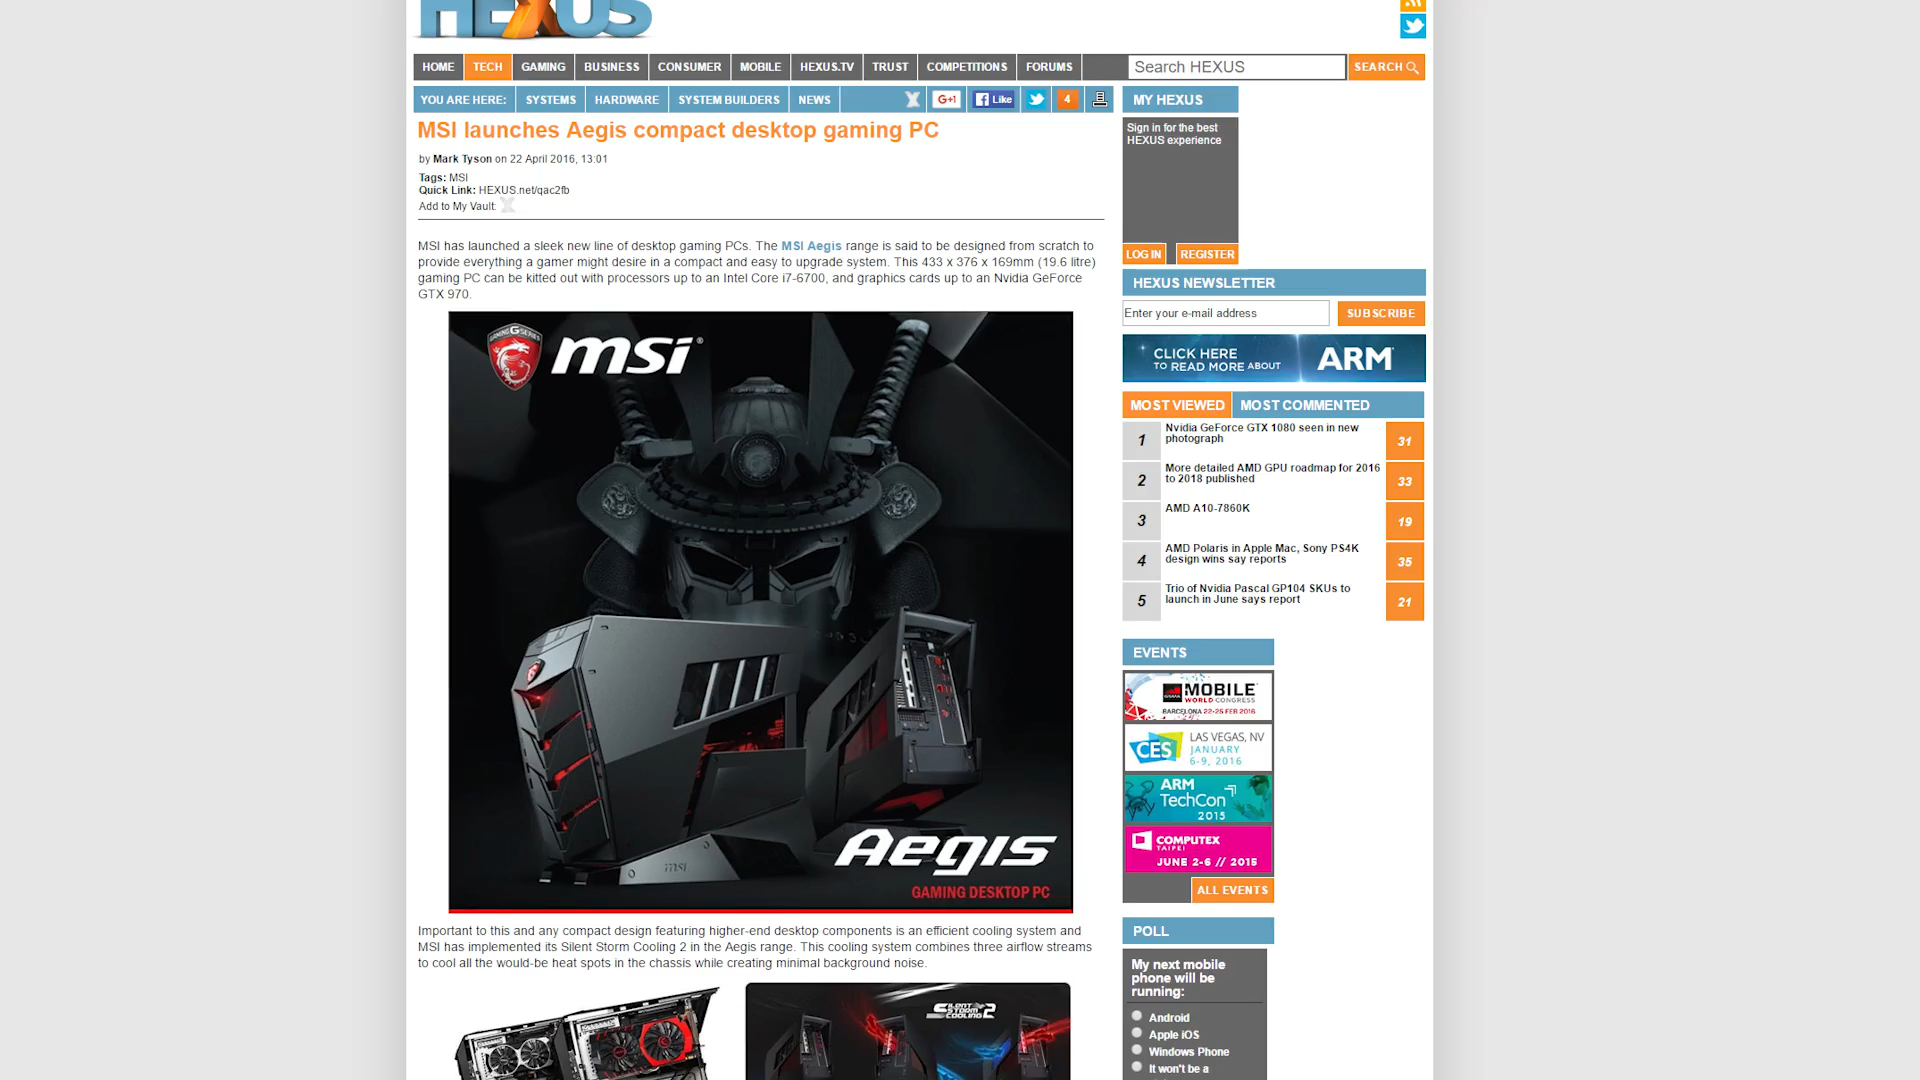 HEXUS
HOME TECH GAMING BUSINESS CONSUMER MOBILE HEXUS.TV TRUST COMPETITIONS FORUMS Search HEXUS SEARCH
YOU ARE HERE: SYSTEMS HARDWARE SYSTEM BUILDERS NEWS G+1 Like 4
MSI launches Aegis compact desktop gaming PC
by Mark Tyson on 22 April 2016, 13:01
Tags: MSI
Quick Link: HEXUS.net/qac2fb
Add to My Vault:
MSI has launched a sleek new line of desktop gaming PCs. The MSI Aegis range is said to be designed from scratch to
provide everything a gamer might desire in a compact and easy to upgrade system. This 433 x 376 x 169mm (19.6 litre)
gaming PC can be kitted out with processors up to an Intel Core i7-6700, and graphics cards up to an Nvidia GeForce
GTX 970.
GAMING G SERIES
msi
msi
Aegis
GAMING DESKTOP PC
Important to this and any compact design featuring higher-end desktop components is an efficient cooling system and
MSI has implemented its Silent Storm Cooling 2 in the Aegis range. This cooling system combines three airflow streams
to cool all the would-be heat spots in the chassis while creating minimal background noise.
SILENT
STORM 2
COOLING
MY HEXUS
Sign in for the best
HEXUS experience
LOG IN REGISTER
HEXUS NEWSLETTER
Enter your e-mail address SUBSCRIBE
CLICK HERE
TO READ MORE ABOUT ARM
MOST VIEWED MOST COMMENTED
1 Nvidia GeForce GTX 1080 seen in new
photograph 31
2 More detailed AMD GPU roadmap for 2016
to 2018 published 33
3 AMD A10-7860K 19
4 AMD Polaris in Apple Mac, Sony PS4K
design wins say reports 35
5 Trio of Nvidia Pascal GP104 SKUs to
launch in June says report 21
EVENTS
MOBILE
WORLD CONGRESS
BARCELONA 22-25 FEB 2016
CES LAS VEGAS, NV
JANUARY
6-9, 2016
ARM
TechCon
2015
COMPUTEX
TAIPEI
JUNE 2-6 // 2015
ALL EVENTS
POLL
My next mobile
phone will be
running:
Android
Apple iOS
Windows Phone
It won't be a